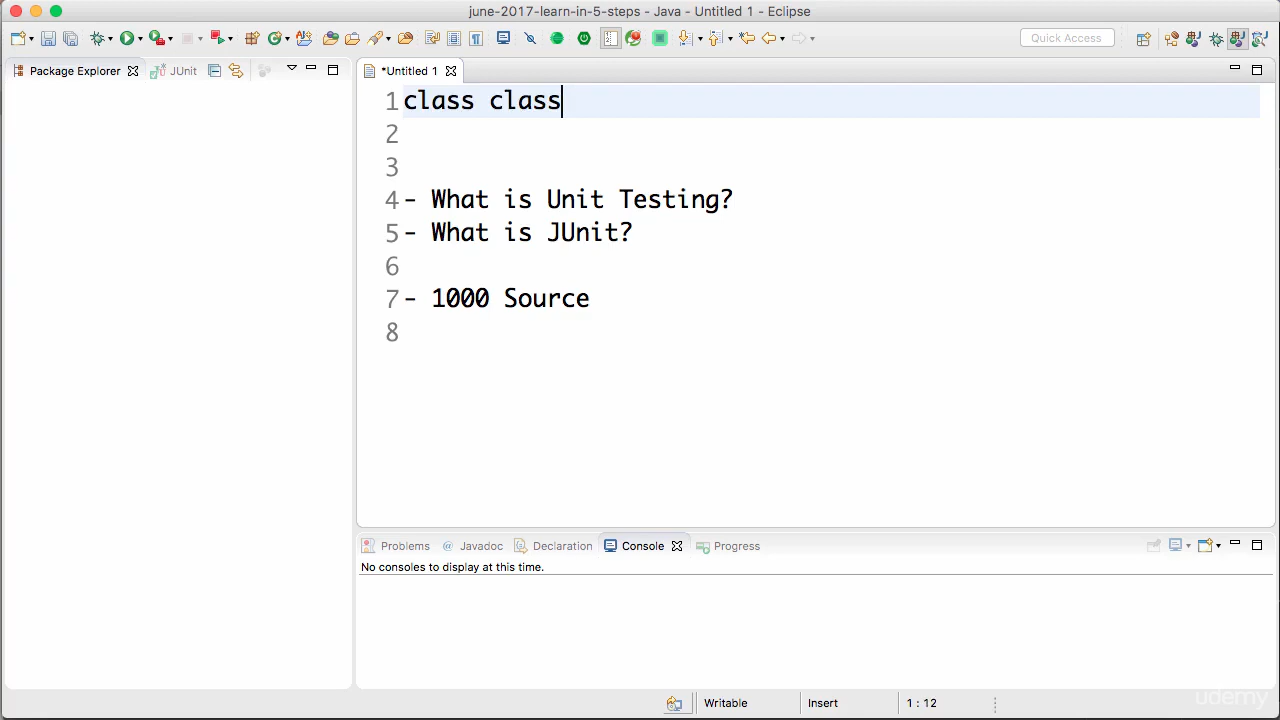 june-2017-learn-in-5-steps - Java - Untitled 1 - Eclipse
Quick Access
Package Explorer
JUnit
*Untitled 1
1 class class
2
3
4 - What is Unit Testing?
5 - What is JUnit?
6
7 - 1000 Source
8
Problems
Javadoc
Declaration
Console
Progress
No consoles to display at this time.
Writable
Insert
1 : 12
udemy